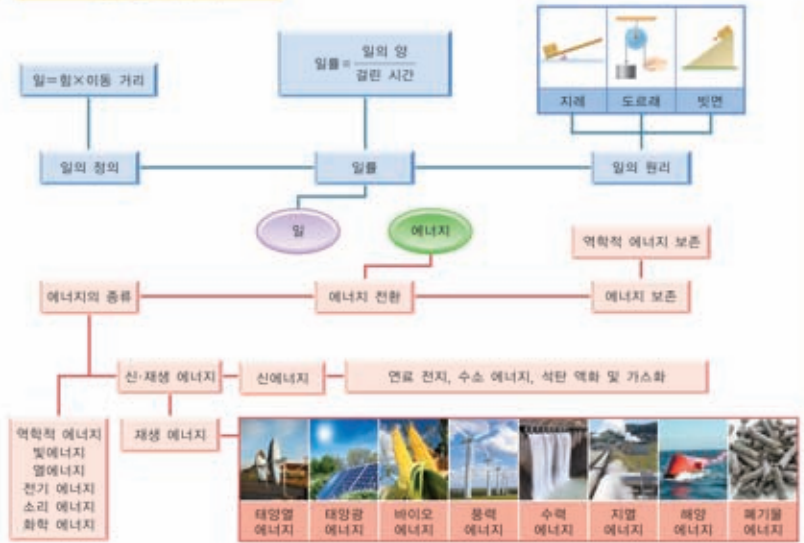 일=힘×이동 거리
일률=일의 양
걸린 시간
지레
도르래
빗면
일의 정의
일률
일의 원리
일
에너지
역학적 에너지 보존
에너지의 종류
에너지 전환
에너지 보존
신·재생 에너지
신에너지
연료 전지, 수소 에너지, 석탄 액화 및 가스화
역학적 에너지
빛에너지
열에너지
전기 에너지
소리 에너지
화학 에너지
재생 에너지
태양열
에너지
태양광
에너지
바이오
에너지
풍력
에너지
수력
에너지
지열
에너지
해양
에너지
폐기물
에너지